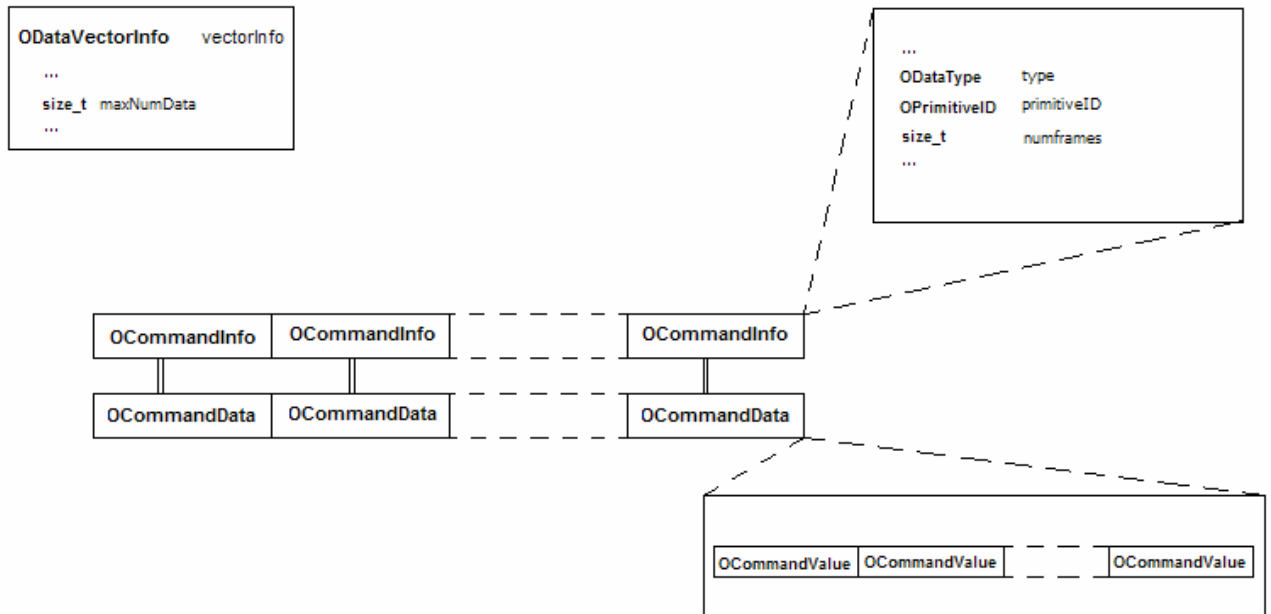 ODataVectorInfo vectorInfo
...
size_t maxNumData
...
...
ODataType type
OPrimitiveID primitiveID
size_t numframes
...
OCommandInfo OCommandInfo OCommandInfo
OCommandData OCommandData OCommandData
OCommandValue OCommandValue OCommandValue